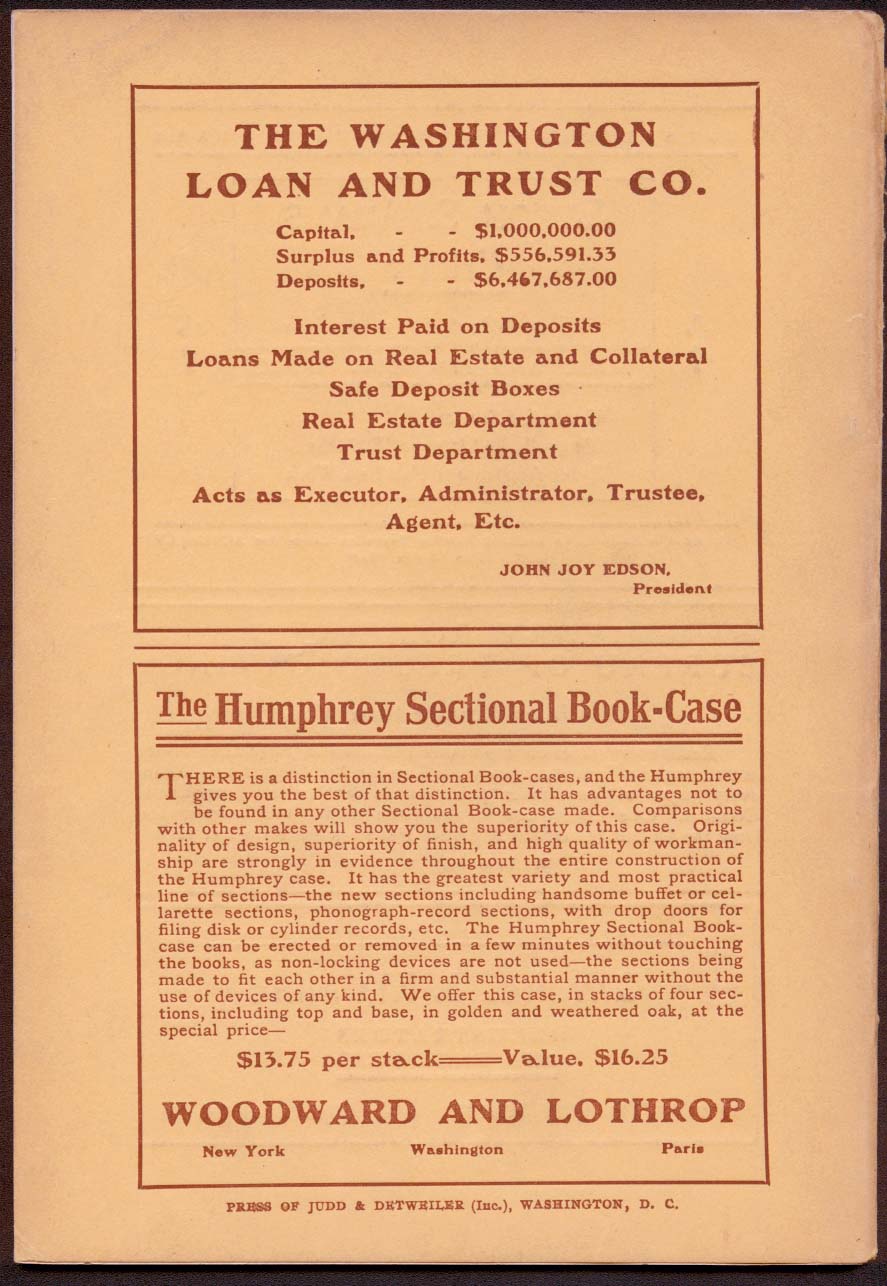 THE WASHINGTON
LOAN AND TRUST CO.
Capital, - - $1,000,000.00
Surplus and Profits, $556,591.33
Deposits, - - $6,467,687.00
Interest Paid on Deposits
Loans Made on Real Estate and Collateral
Safe Deposit Boxes
Real Estate Department
Trust Department
Acts as Executor, Administrator, Trustee,
Agent, Etc.
JOHN JOY EDSON,
President
The Humphrey Sectional Book-Case
THERE is a distinction in Sectional Book-cases, and the Humphrey
gives you the best of that distinction. It has advantages not to
be found in any other Sectional Book-case made. Comparisons
with other makes will show you the superiority of this case. Origi-
nality of design, superiority of finish, and high quality of workman-
ship are strongly in evidence throughout the entire construction of
the Humphrey case. It has the greatest variety and most practical
line of sections—the new sections including handsome buffet or cel-
larette sections, phonograph-record sections, with drop doors for
filing disk or cylinder records, etc. The Humphrey Sectional Book-
case can be erected or removed in a few minutes without touching
the books, as non-locking devices are not used—the sections being
made to fit each other in a firm and substantial manner without the
use of devices of any kind. We offer this case, in stacks of four sec-
tions, including top and base, in golden and weathered oak, at the
special price—
$13.75 per stack——Value, $16.25
WOODWARD AND LOTHROP
New York Washington Paris
PRESS OF JUDD & DETWEILER (Inc.), WASHINGTON, D. C.